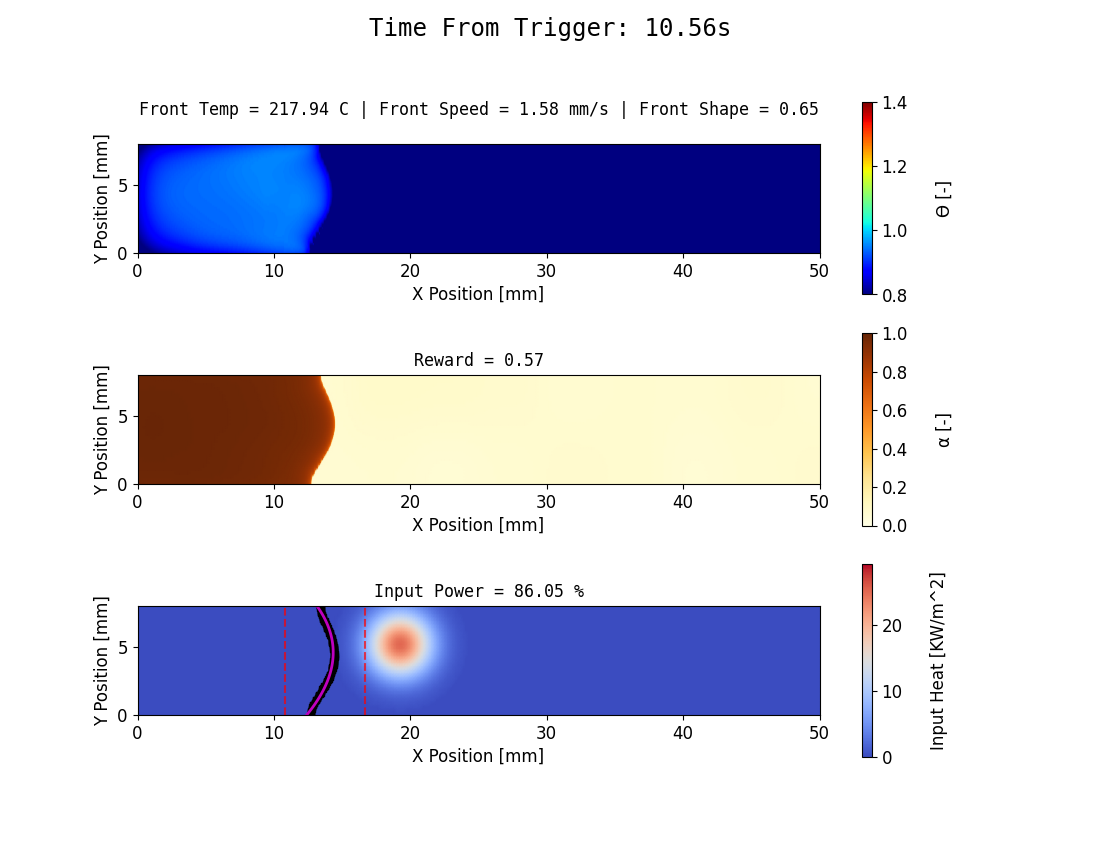 Time From Trigger: 10.56s
Front Temp = 217.94 C | Front Speed = 1.58 mm/s | Front Shape = 0.65
Y Position [mm]
5
0
0 10 20 30 40 50
X Position [mm]
1.4
1.2
1.0
0.8
Θ [-]
Reward = 0.57
Y Position [mm]
5
0
0 10 20 30 40 50
X Position [mm]
1.0
0.8
0.6
0.4
0.2
0.0
α [-]
Input Power = 86.05 %
Y Position [mm]
5
0
0 10 20 30 40 50
X Position [mm]
20
10
0
Input Heat [KW/m^2]